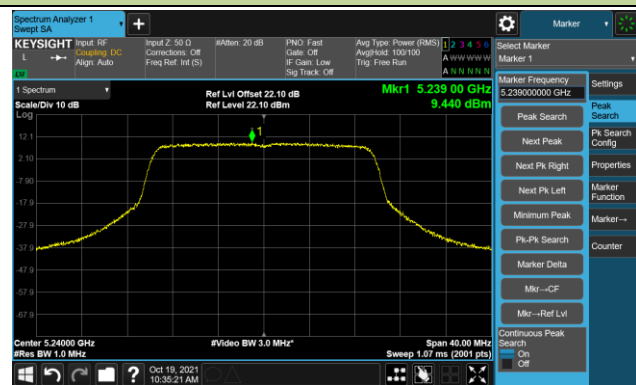 Spectrum Analyzer 1
Swept SA
+
Marker
KEYSIGHT
L
Input: RF
Coupling: DC
Align: Auto
Input Z: 50 Ω
Corrections: Off
Freq Ref: Int (S)
#Atten: 20 dB
PNO: Fast
Gate: Off
IF Gain: Low
Sig Track: Off
Avg Type: Power (RMS)
Avg|Hold: 100/100
Trig: Free Run
1 2 3 4 5 6
A W W W W W
A N N N N N
Select Marker
Marker 1
1 Spectrum
Scale/Div 10 dB
Log
Ref Lvl Offset 22.10 dB
Ref Level 22.10 dBm
Mkr1 5.239 00 GHz
9.440 dBm
1
12.1
2.10
-7.90
-17.9
-27.9
-37.9
-47.9
-57.9
-67.9
Center 5.24000 GHz
#Res BW 1.0 MHz
#Video BW 3.0 MHz*
Span 40.00 MHz
Sweep 1.07 ms (2001 pts)
Marker Frequency
5.239000000 GHz
Peak Search
Next Peak
Next Pk Right
Next Pk Left
Minimum Peak
Pk-Pk Search
Marker Delta
Mkr→CF
Mkr→Ref Lvl
Continuous Peak
Search
On
Off
Settings
Peak
Search
Pk Search
Config
Properties
Marker
Function
Marker→
Counter
?
Oct 19, 2021
10:35:21 AM